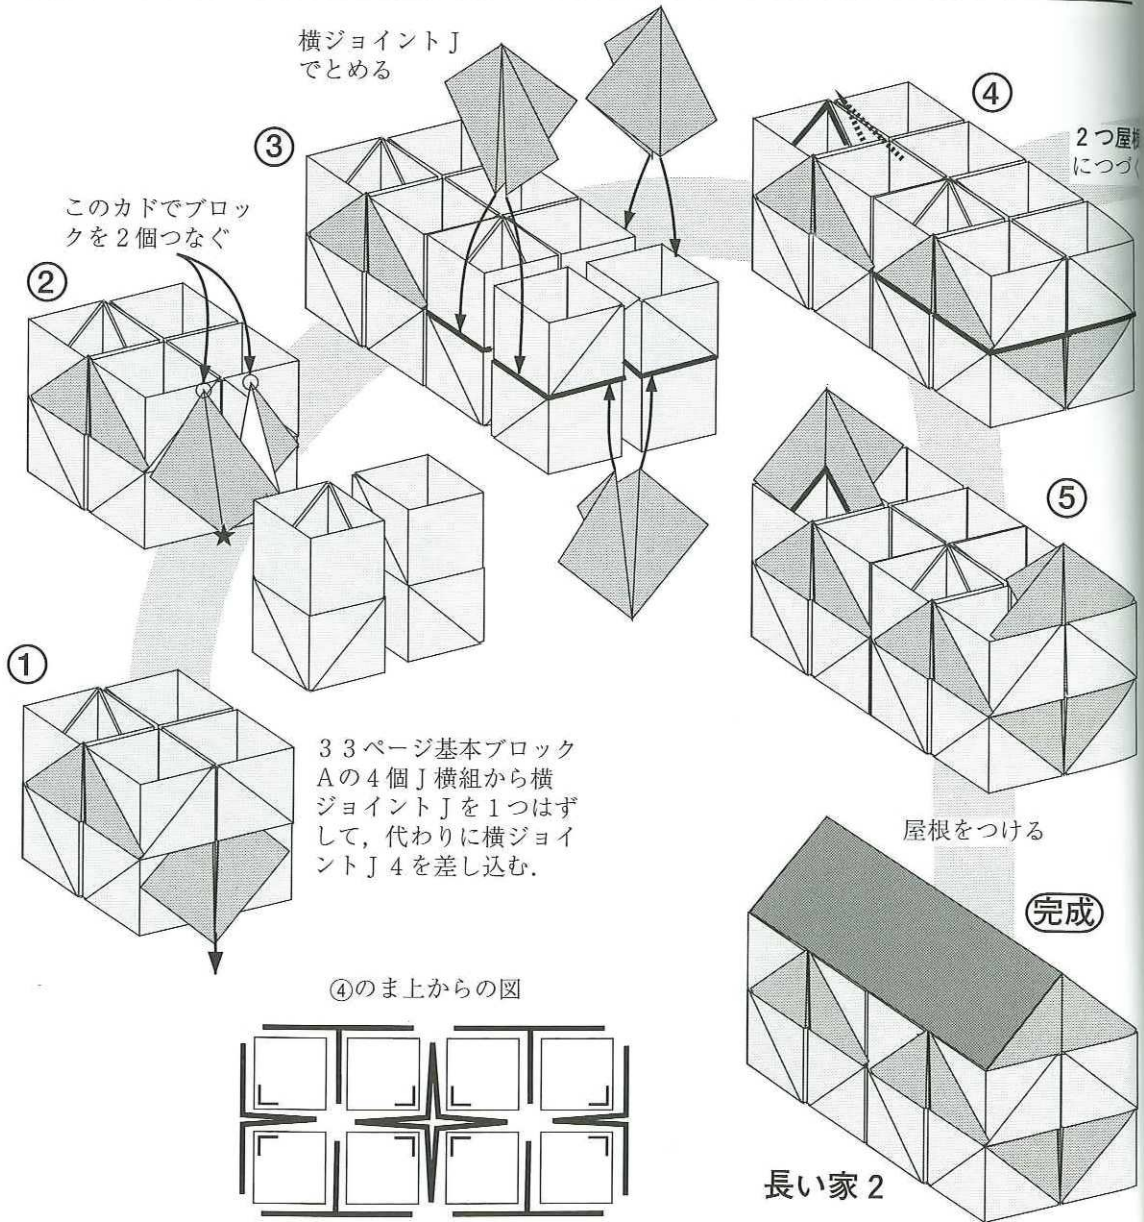 横ジョイントJ
でとめる
③
④
2つ屋根
につづ
このカドでブロッ
クを2個つなぐ
②
⑤
①
33ページ基本ブロック
Aの4個J横組から横
ジョイントJを1つはず
して，代わりに横ジョイ
ントJ4を差し込む.
屋根をつける
完成
④のま上からの図
長い家2